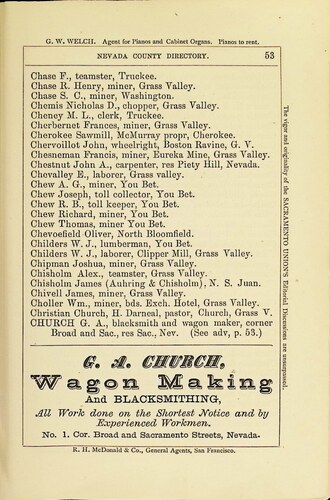 G. W. WELCH. Agent for Pianos and Cabinet Organs. Pianos to rent.
NEVADA COUNTY DIRECTORY. 53
Chase F., teamster, Truckee.
Chase R. Henry, miner, Grass Valley.
Chase S. C., miner, Washington.
Chemis Nicholas D., chopper, Grass Valley.
Cheney M. L., clerk, Truckee.
Cherbernot Frances, miner, Grass Valley.
Cherokee Sawmill, McMurray propr, Cherokee.
Chervoillot John, wheelright, Boston Ravine, G. V.
Chesneman Francis, miner, Eureka Mine, Grass Valley.
Chestnut John A., carpenter, res Piety Hill, Nevada.
Chevalley E., laborer, Grass valley.
Chew A. G., miner, You Bet.
Chew Joseph, toll collector, You Bet.
Chew R. B., toll keeper, You Bet.
Chew Richard, miner, You Bet.
Chew Thomas, miner You Bet.
Chevoefield Oliver, North Bloomfield.
Childers W. J., lumberman, You Bet.
Childers W. J., laborer, Clipper Mill, Grass Valley.
Chipman Joshua, miner, Grass Valley.
Chisholm Alex., teamster, Grass Valley.
Chisholm James (Auhring & Chisholm), N. S. Juan.
Chivell James, miner, Grass Valley.
Choller Wm., miner, bds. Exch. Hotel, Grass Valley.
Christian Church, H. Darneal, pastor, Church, Grass V.
CHURCH G. A., blacksmith and wagon maker, corner
Broad and Sac., res Sac., Nev. (See adv, p. 53.)
G. A. CHURCH,
Wagon Making
AND BLACKSMITHING,
All Work done on the Shortest Notice and by
Experienced Workmen.
No. 1. Cor. Broad and Sacramento Streets, Nevada.
R. H. McDonald & Co., General Agents, San Francisco.
The vigor and originality of the SACRAMENTO UNION'S Editorial Discussions are unsurpassed.